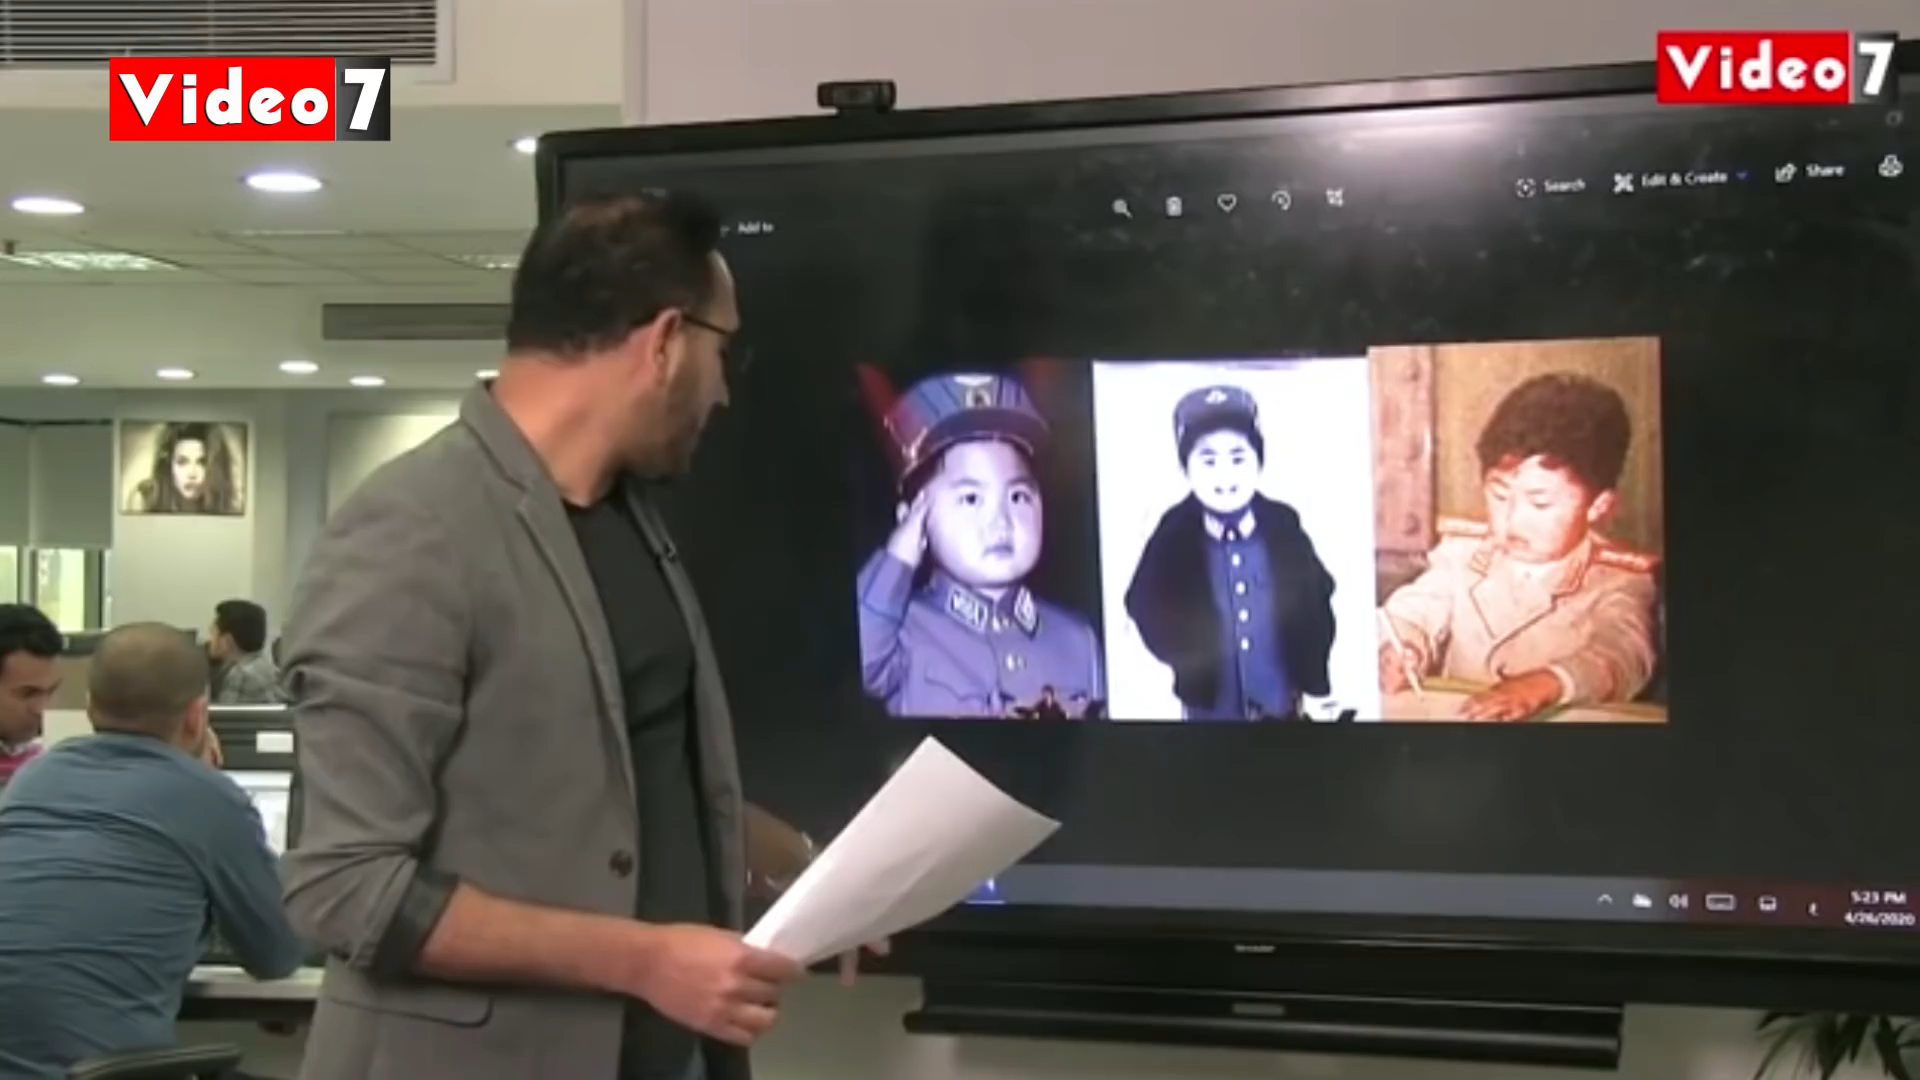 Video7
Video7
Search
Edit & Create
Share
Add to
5:23 PM
4/26/2020